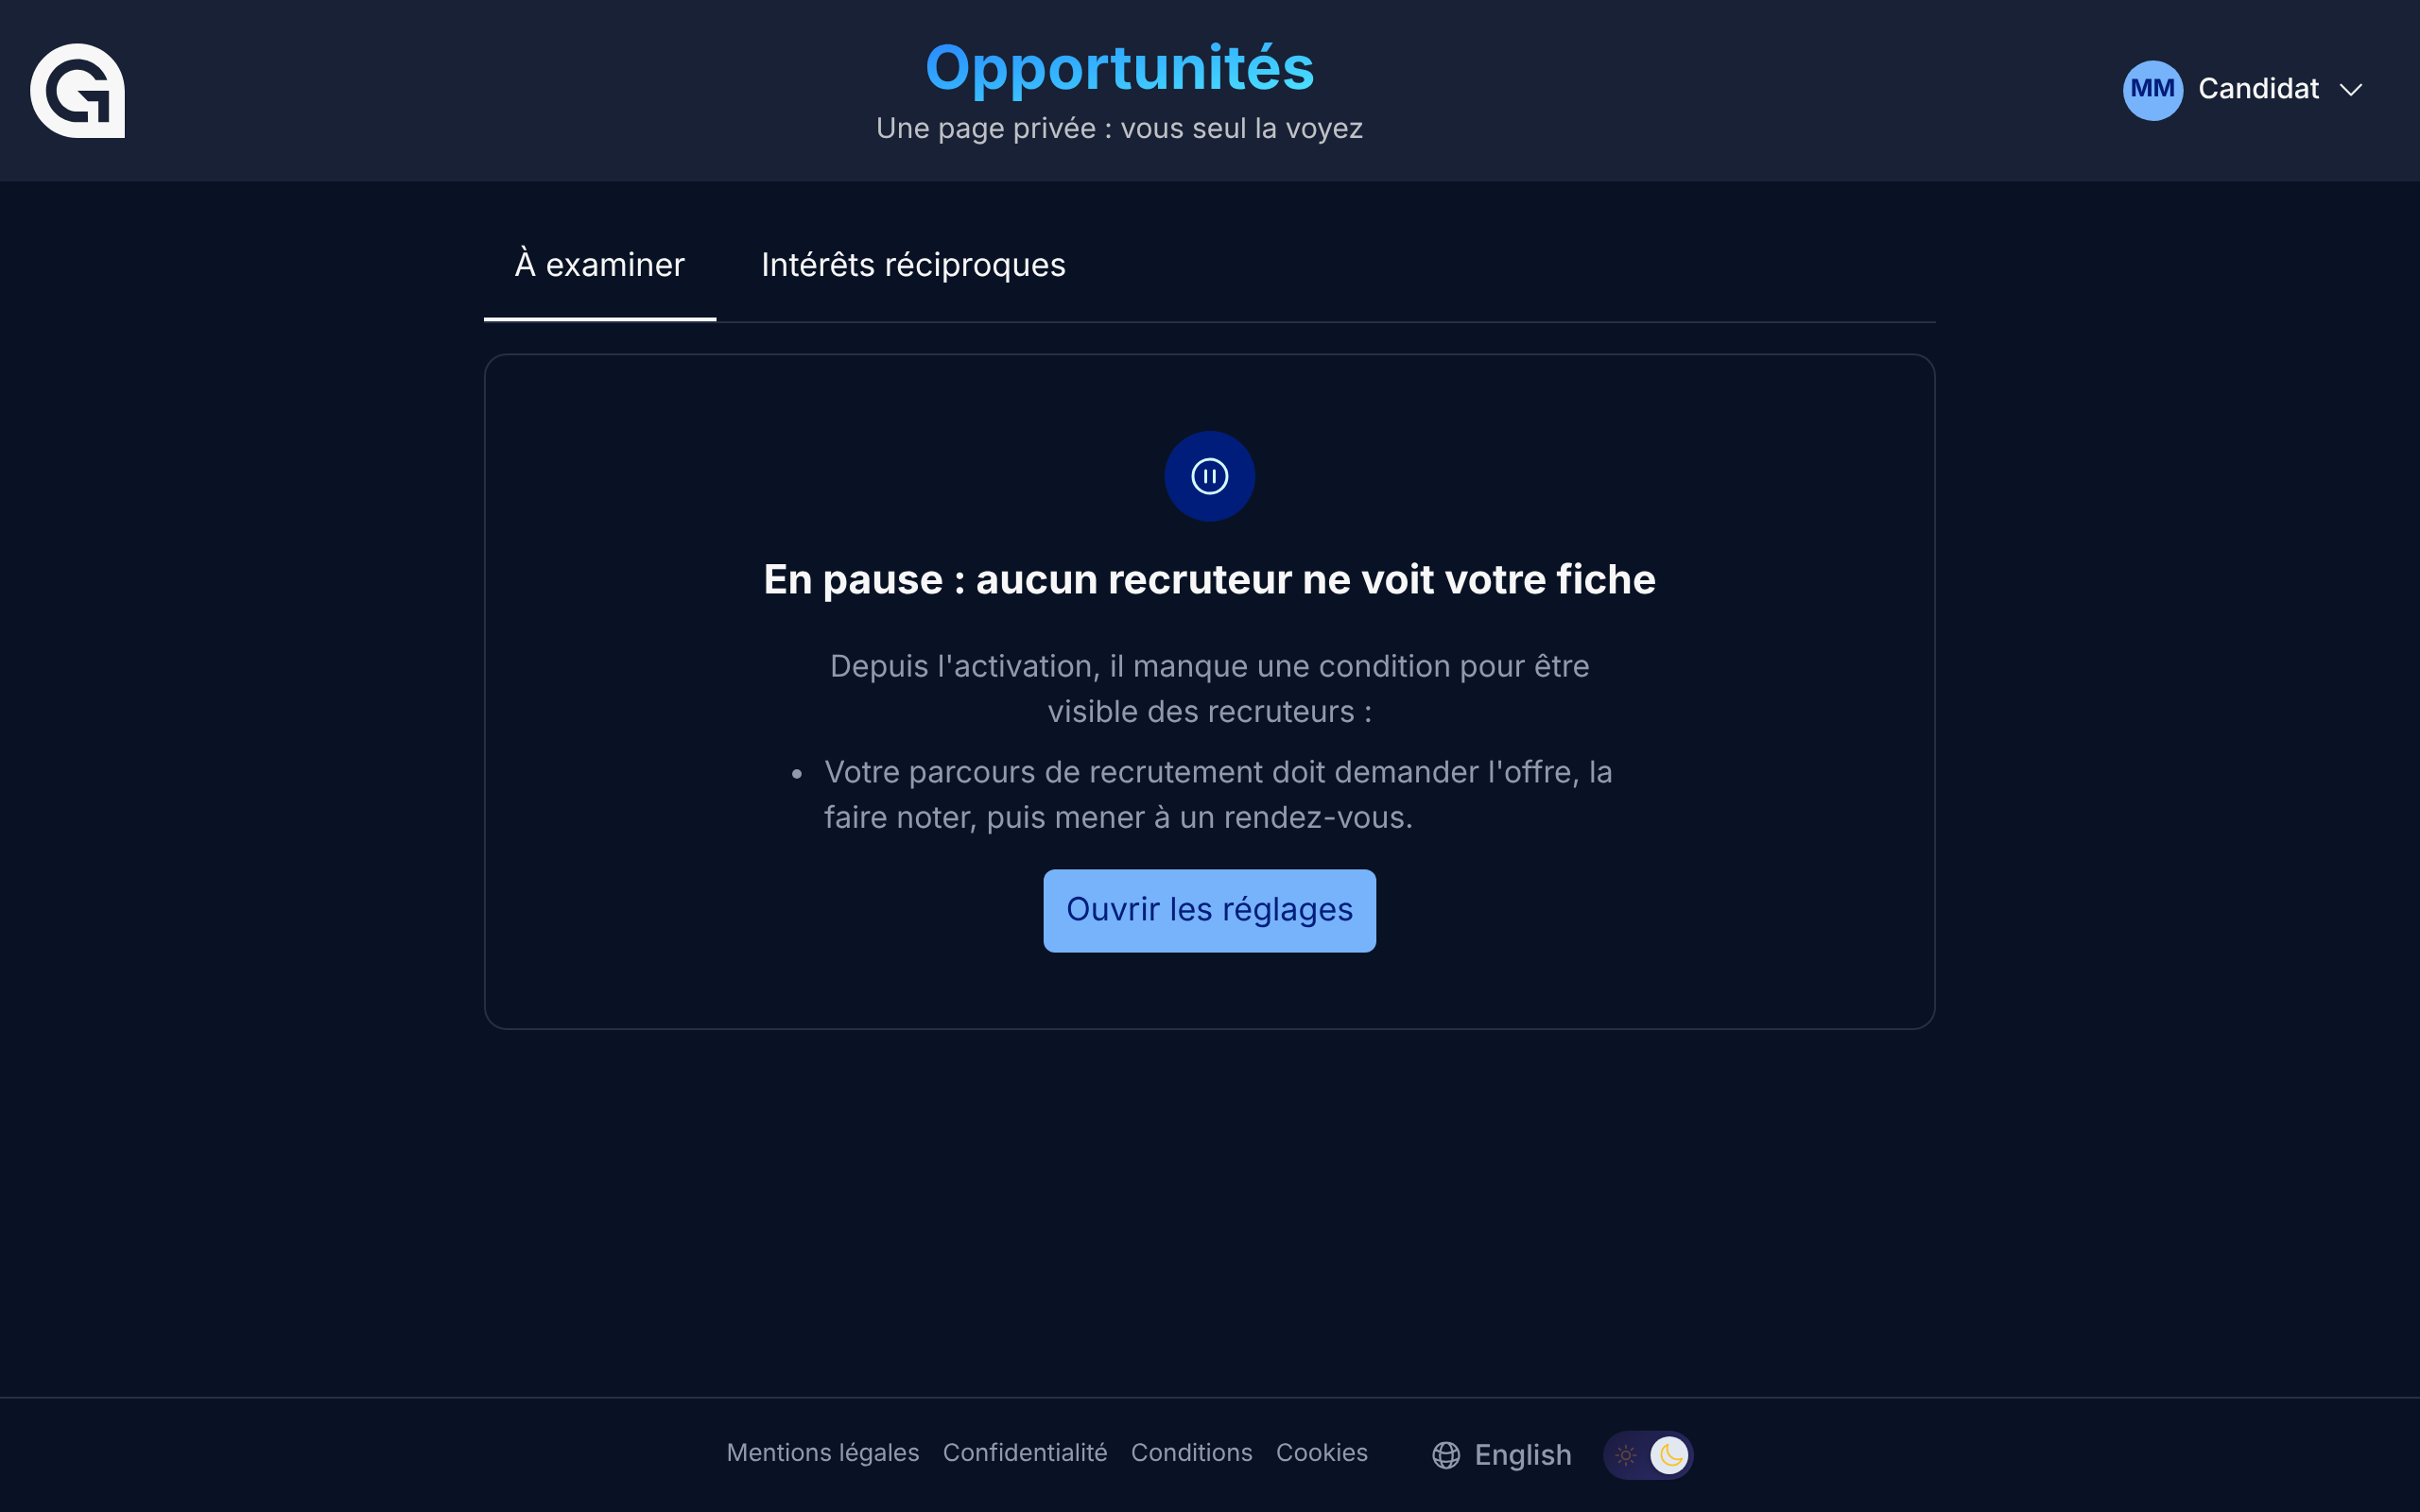 Opportunités
Une page privée : vous seul la voyez
MM Candidat
À examiner
Intérêts réciproques
En pause : aucun recruteur ne voit votre fiche
Depuis l'activation, il manque une condition pour être
visible des recruteurs :
• Votre parcours de recrutement doit demander l'offre, la
faire noter, puis mener à un rendez-vous.
Ouvrir les réglages
Mentions légales Confidentialité Conditions Cookies English